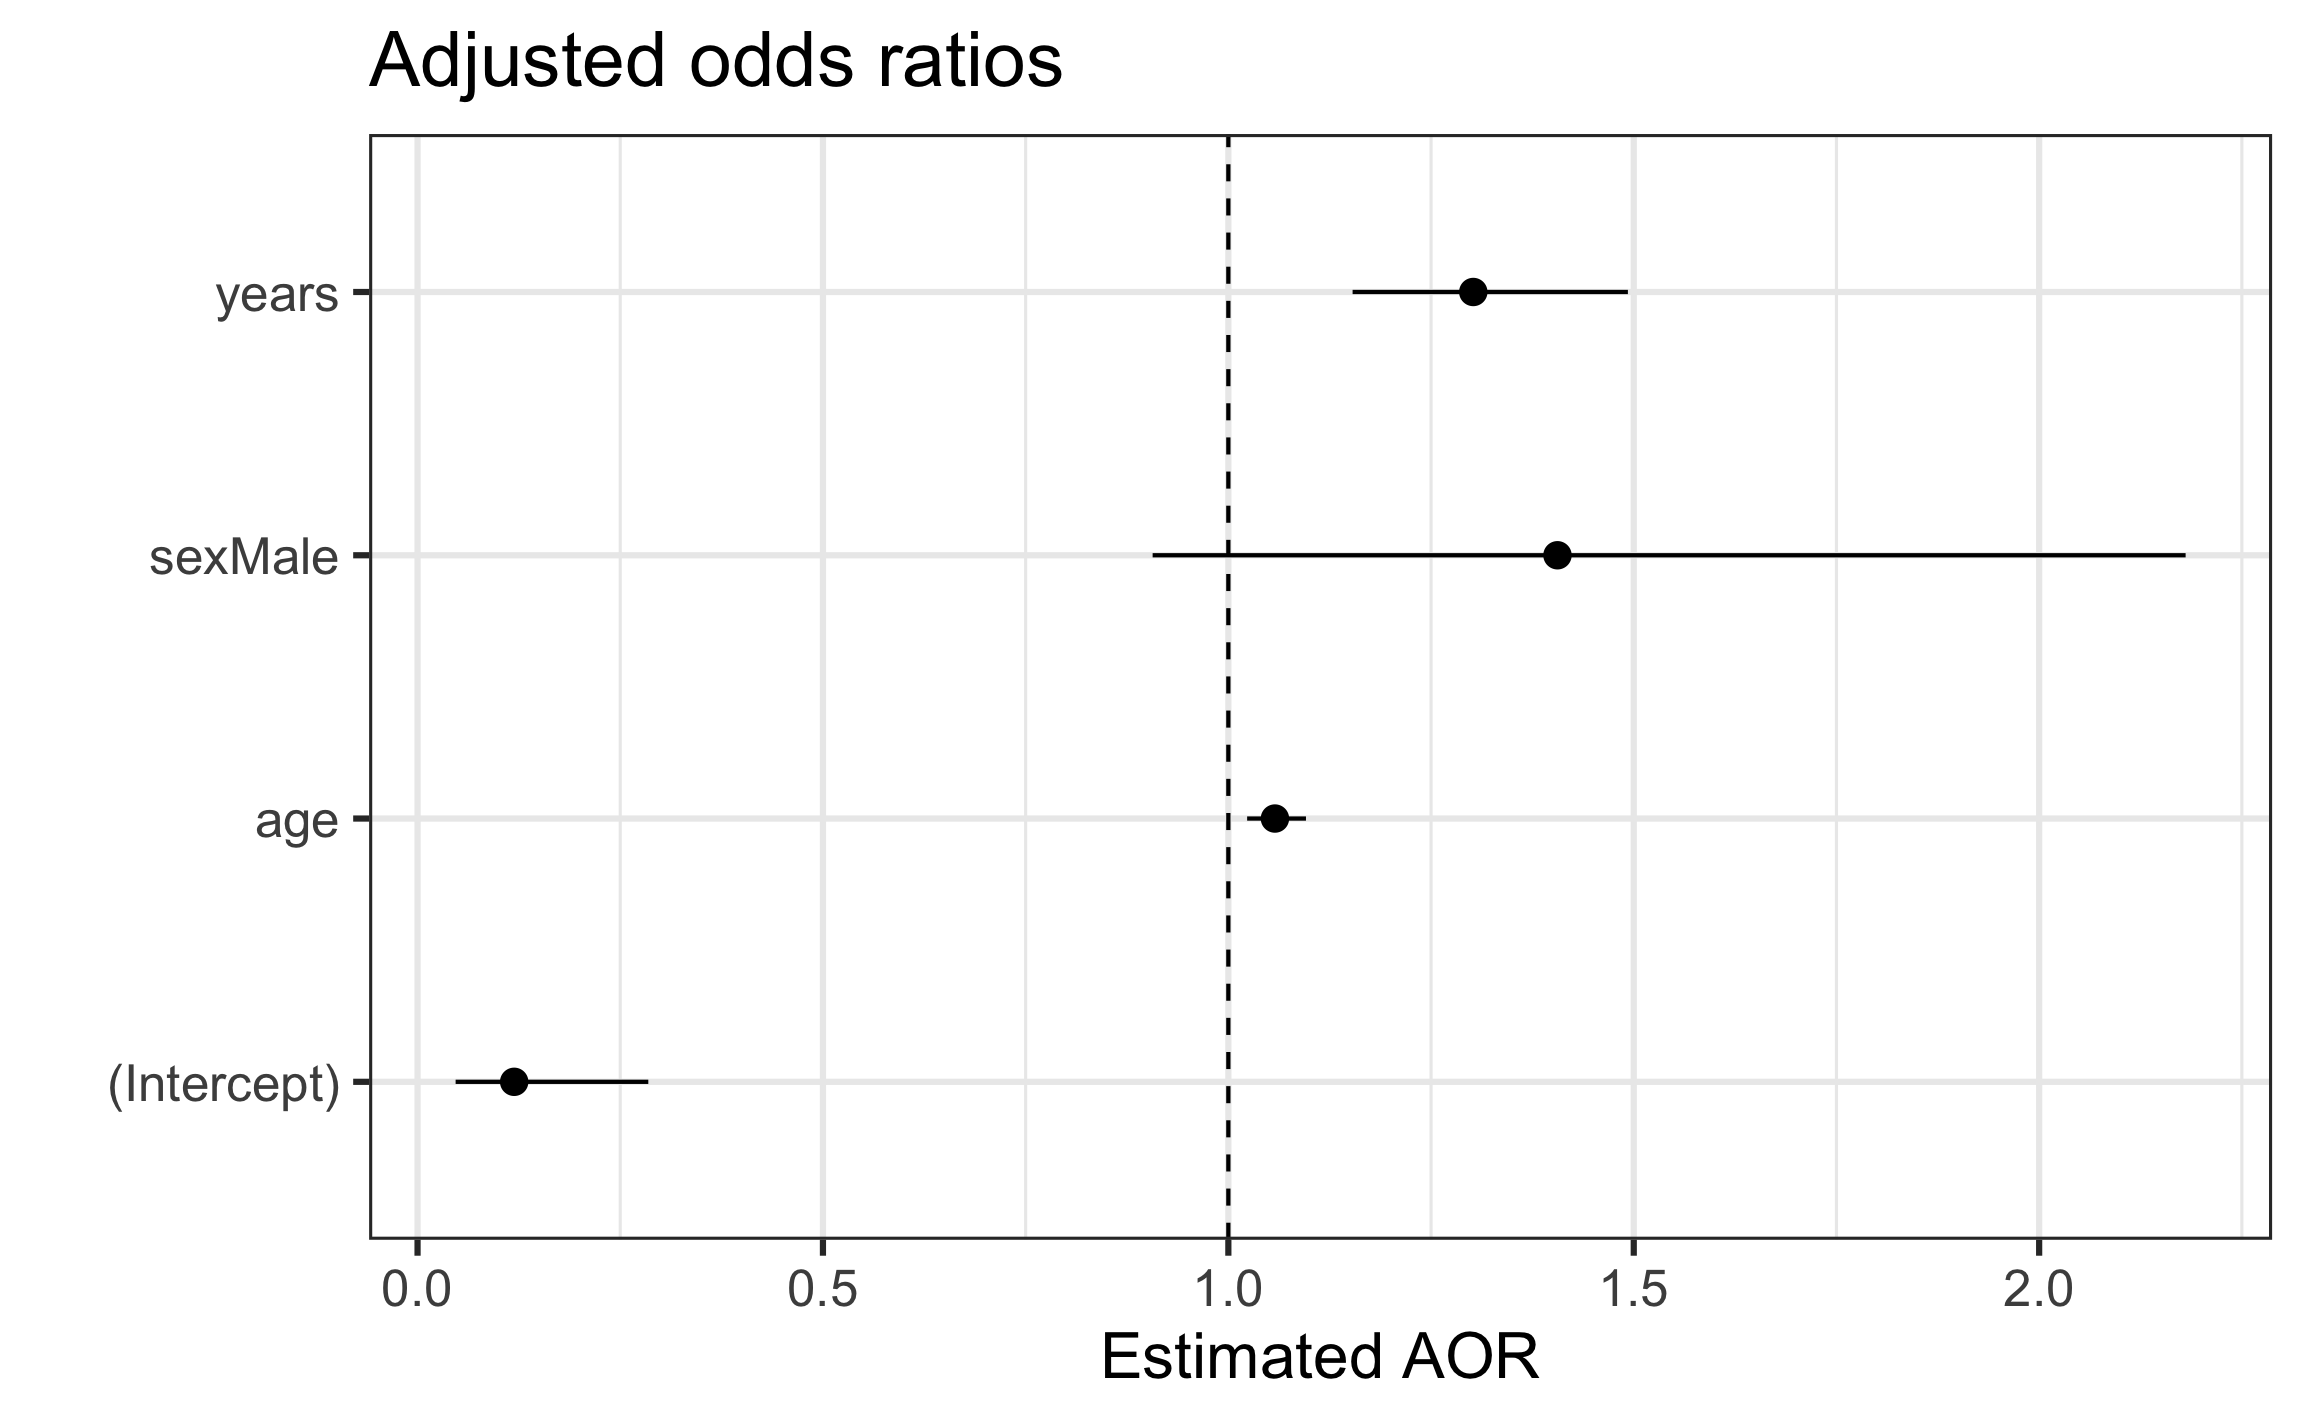 Adjusted odds ratios
years
sexMale
age
(Intercept)
0.0 0.5 1.0 1.5 2.0
Estimated AOR